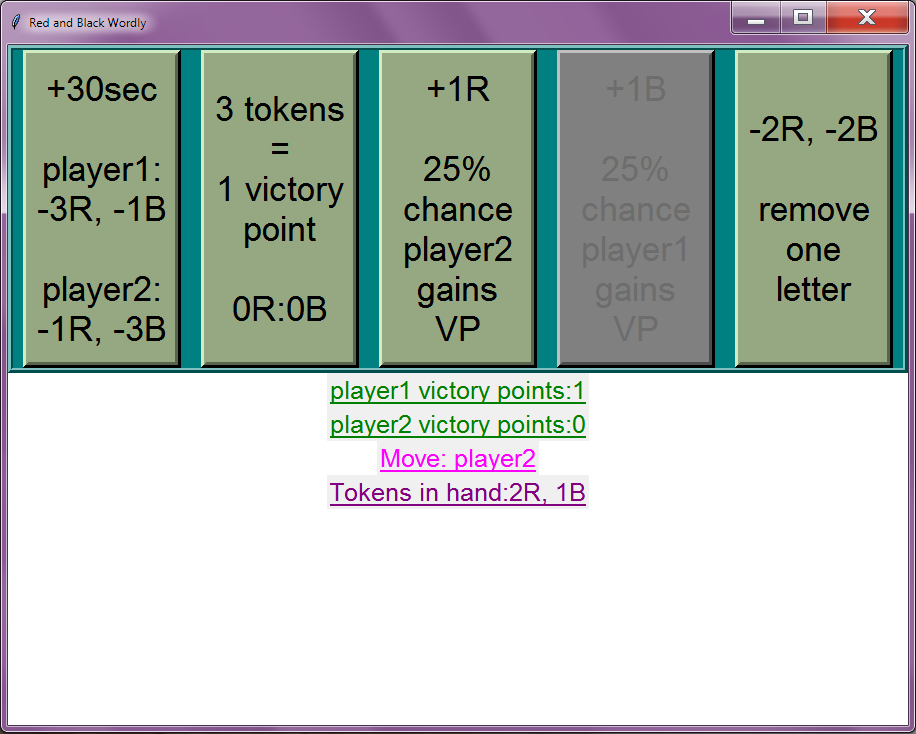 Red and Black Wordly
+30sec
player1:
-3R, -1B
player2:
-1R, -3B
3 tokens
=
1 victory
point
0R:0B
+1R
25%
chance
player2
gains
VP
+1B
25%
chance
player1
gains
VP
-2R, -2B
remove
one
letter
player1 victory points:1
player2 victory points:0
Move: player2
Tokens in hand:2R, 1B